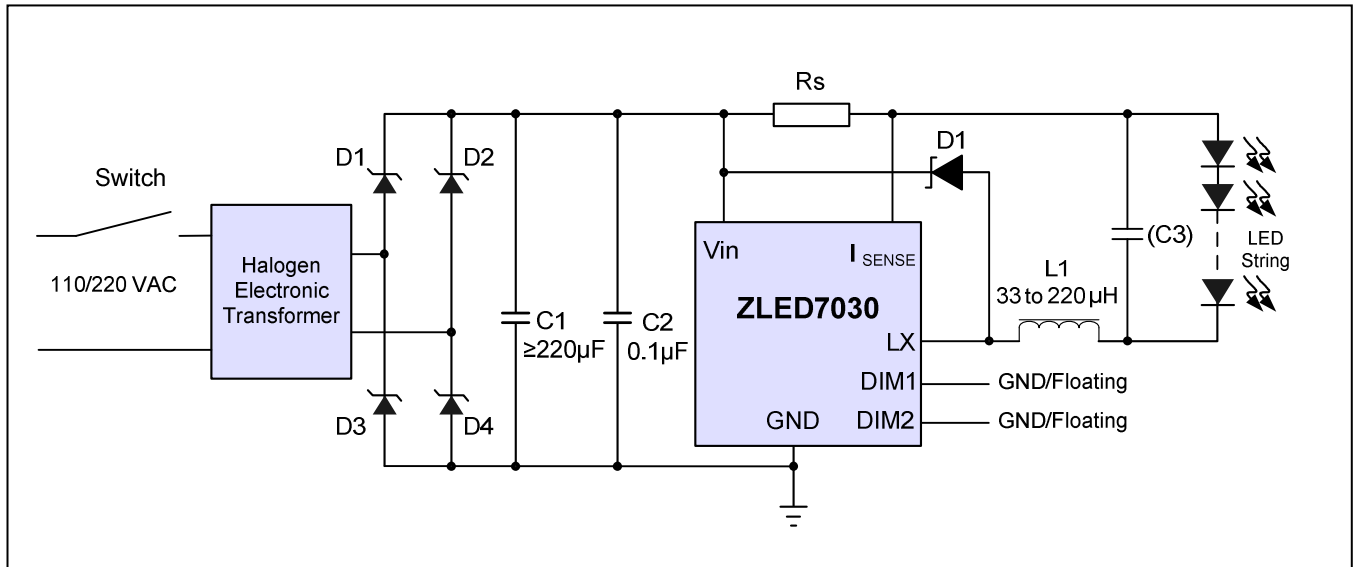 Rs
D1
D2
D1
Switch
Halogen
Electronic
Transformer
110/220 VAC
D3
D4
C1
≥220µF
C2
0.1µF
Vin
I SENSE
ZLED7030
LX
DIM1
DIM2
GND
L1
33 to 220 µH
(C3)
LED
String
GND/Floating
GND/Floating